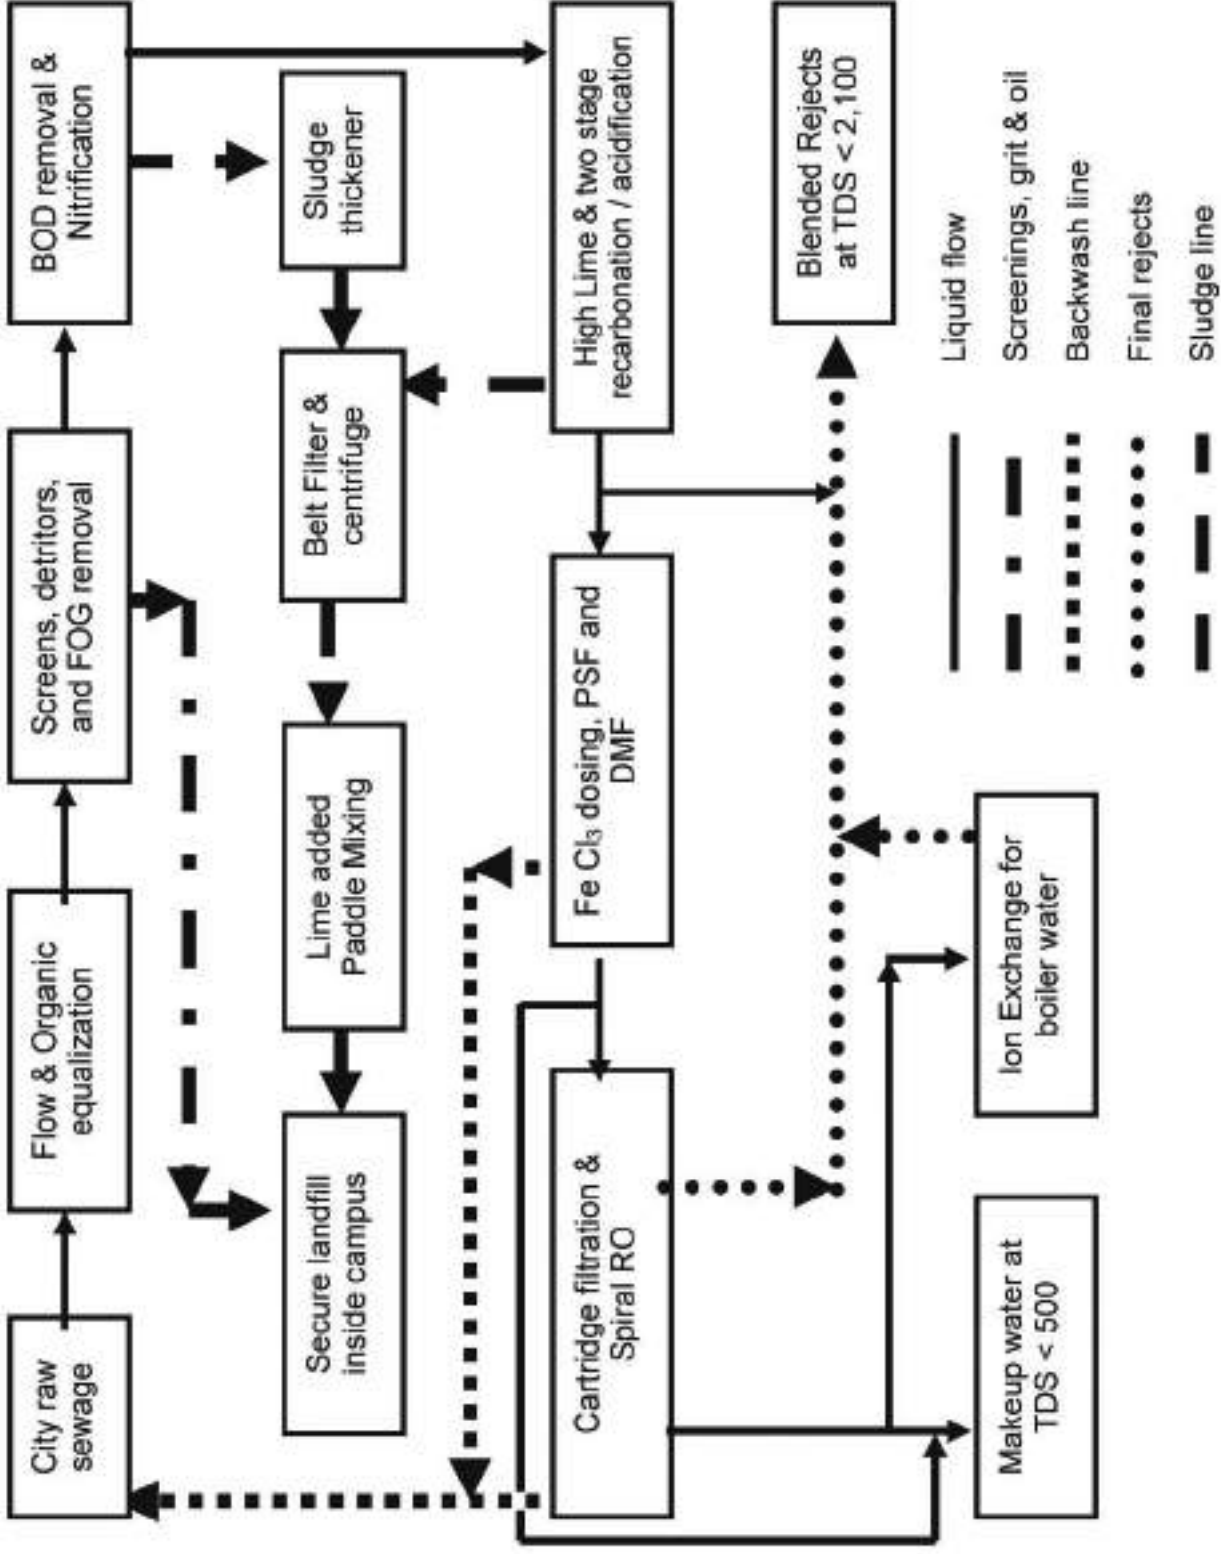 City raw
sewage
Flow & Organic
equalization
Screens, detritors,
and FOG removal
BOD removal &
Nitrification
Secure landfill
inside campus
Lime added
Paddle Mixing
Belt Filter &
centrifuge
Sludge
thickener
Cartridge filtration &
Spiral RO
Fe Cl₃ dosing, PSF and
DMF
High Lime & two stage
recarbonation / acidification
Blended Rejects
at TDS < 2,100
Makeup water at
TDS < 500
Ion Exchange for
boiler water
Liquid flow
Screenings, grit & oil
Backwash line
Final rejects
Sludge line